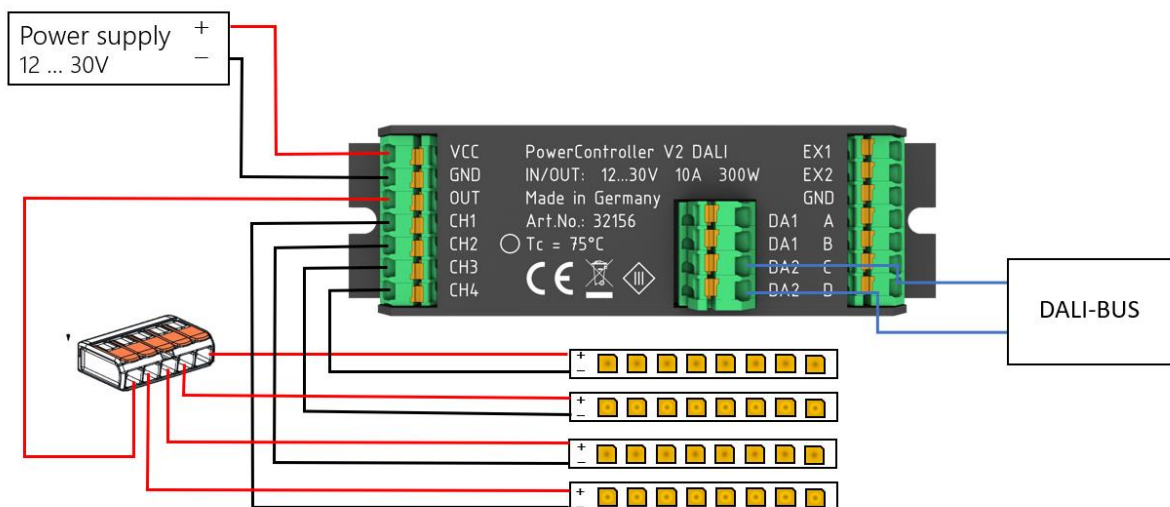 Power supply +
12 ... 30V –
VCC
GND
OUT
CH1
CH2
CH3
CH4
PowerController V2 DALI
IN/OUT: 12...30V 10A 300W
Made in Germany
Art.No.: 32156
Tc = 75°C
CE
III
EX1
EX2
GND
DA1 A
DA1 B
DA2 C
DA2 D
DALI-BUS
+
–
+
–
+
–
+
–